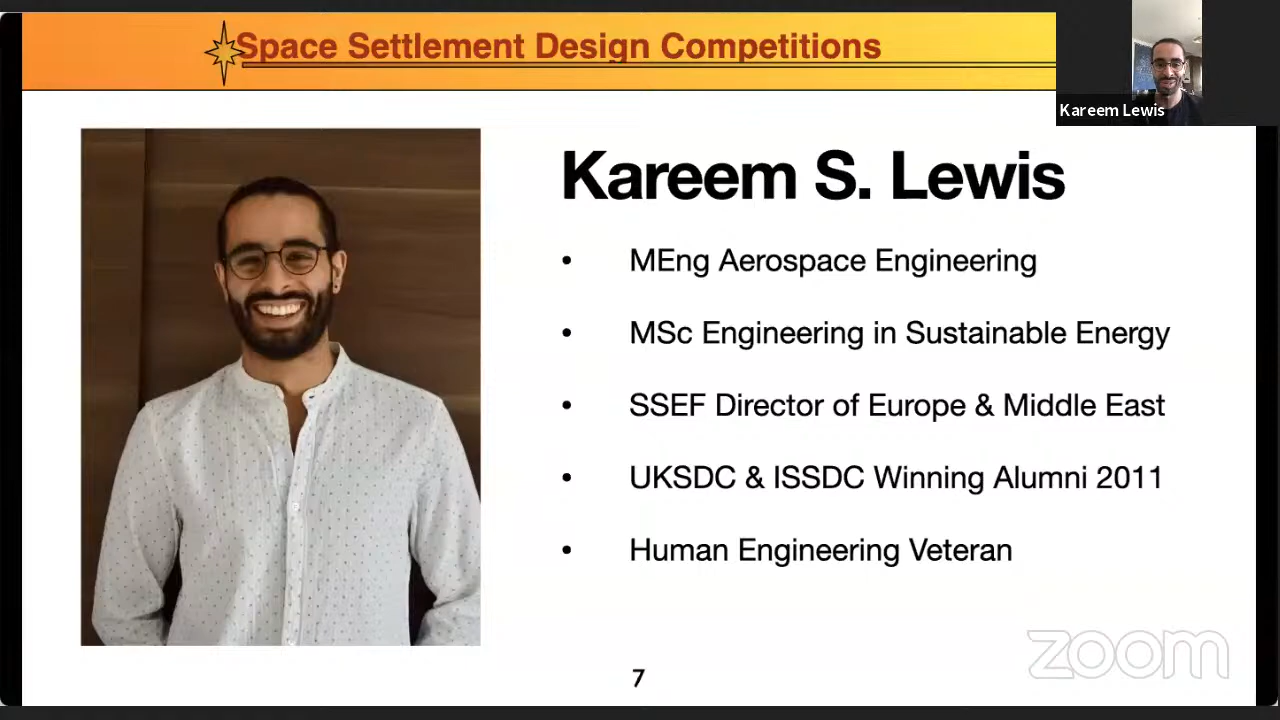 Space Settlement Design Competitions
Kareem Lewis
Kareem S. Lewis
• MEng Aerospace Engineering
• MSc Engineering in Sustainable Energy
• SSEF Director of Europe & Middle East
• UKSDC & ISSDC Winning Alumni 2011
• Human Engineering Veteran
zoom
7